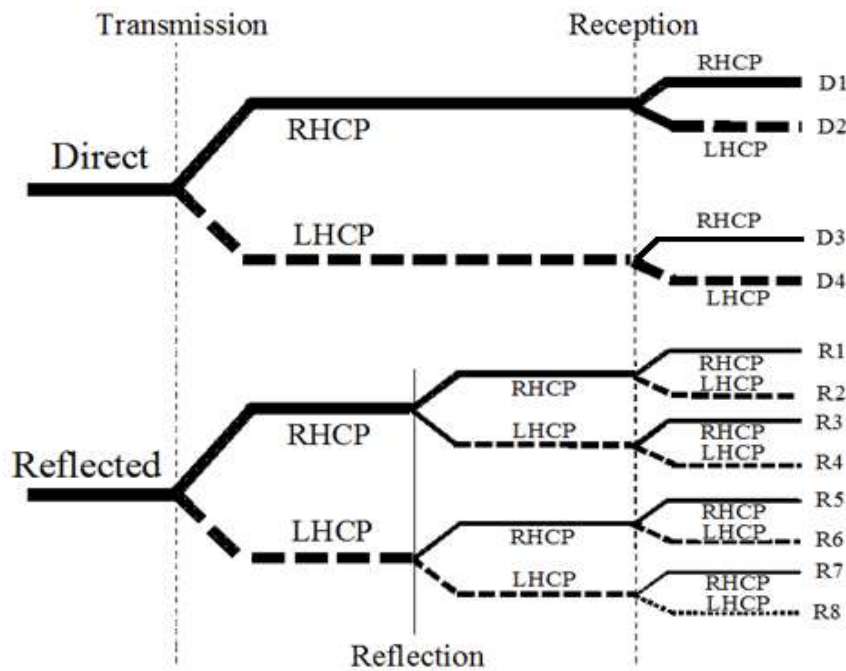 Transmission
Reception
RHCP
D1
RHCP
D2
Direct
LHCP
LHCP
RHCP
D3
D4
LHCP
R1
RHCP
RHCP
LHCP
R2
R3
RHCP
LHCP
RHCP
Reflected
LHCP
R4
R5
LHCP
RHCP
RHCP
LHCP
R6
R7
LHCP
RHCP
LHCP
R8
Reflection